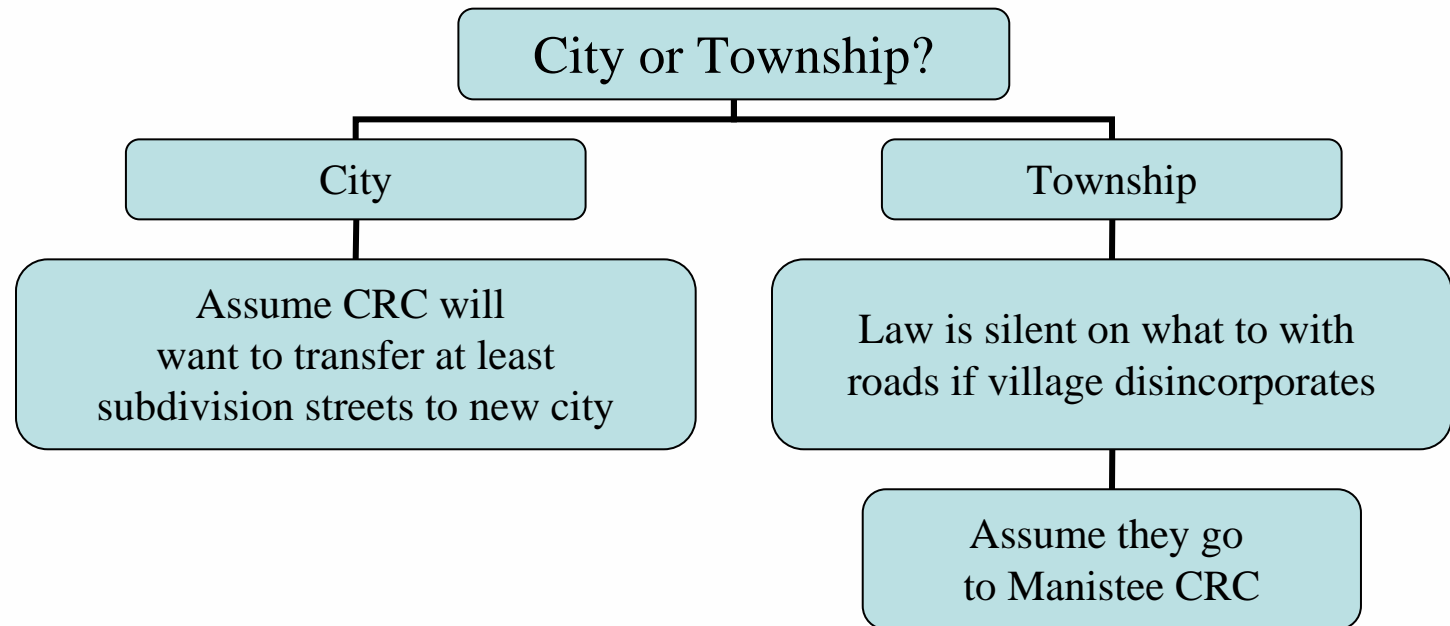 City or Township?
City
Township
Assume CRC will
want to transfer at least
subdivision streets to new city
Law is silent on what to with
roads if village disincorporates
Assume they go
to Manistee CRC